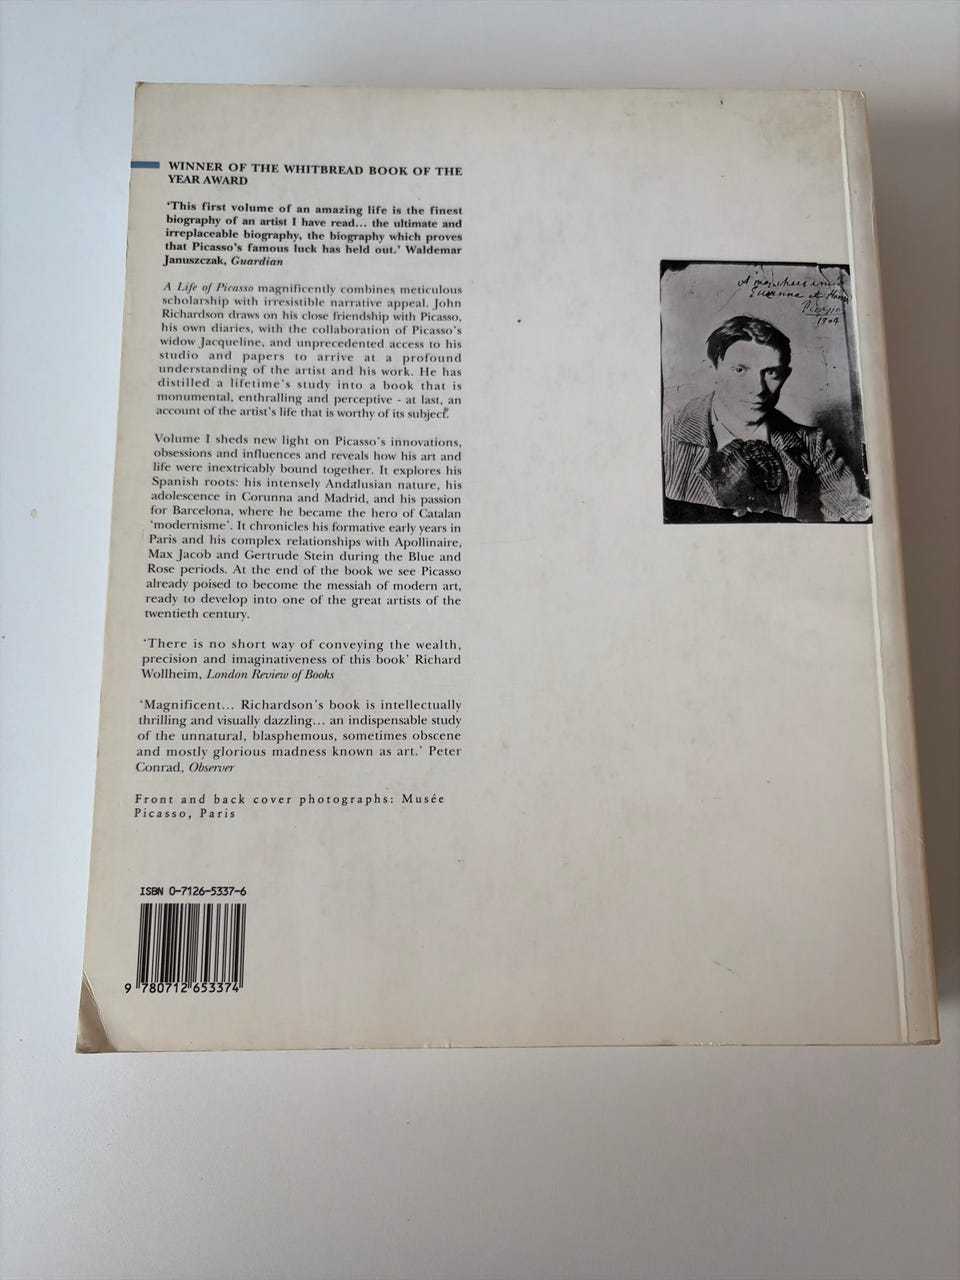 WINNER OF THE WHITBREAD BOOK OF THE
YEAR AWARD
'This first volume of an amazing life is the finest
biography of an artist I have read... the ultimate and
irreplaceable biography, the biography which proves
that Picasso's famous luck has held out.' Waldemar
Januszczak, Guardian
A Life of Picasso magnificently combines meticulous
scholarship with irresistible narrative appeal. John
Richardson draws on his close friendship with Picasso,
his own diaries, with the collaboration of Picasso's
widow Jacqueline, and unprecedented access to his
studio and papers to arrive at a profound
understanding of the artist and his work. He has
distilled a lifetime's study into a book that is
monumental, enthralling and perceptive - at last, an
account of the artist's life that is worthy of its subject.
Volume I sheds new light on Picasso's innovations,
obsessions and influences and reveals how his art and
life were inextricably bound together. It explores his
Spanish roots: his intensely Andalusian nature, his
adolescence in Corunna and Madrid, and his passion
for Barcelona, where he became the hero of Catalan
'modernisme'. It chronicles his formative early years in
Paris and his complex relationships with Apollinaire,
Max Jacob and Gertrude Stein during the Blue and
Rose periods. At the end of the book we see Picasso
already poised to become the messiah of modern art,
ready to develop into one of the great artists of the
twentieth century.
'There is no short way of conveying the wealth,
precision and imaginativeness of this book' Richard
Wollheim, London Review of Books
'Magnificent... Richardson's book is intellectually
thrilling and visually dazzling... an indispensable study
of the unnatural, blasphemous, sometimes obscene
and mostly glorious madness known as art.' Peter
Conrad, Observer
Front and back cover photographs: Musée
Picasso, Paris
ISBN 0-7126-5337-6
9 780712 653374
A mes chers amis
Suzanne et Henri
Picasso
1904